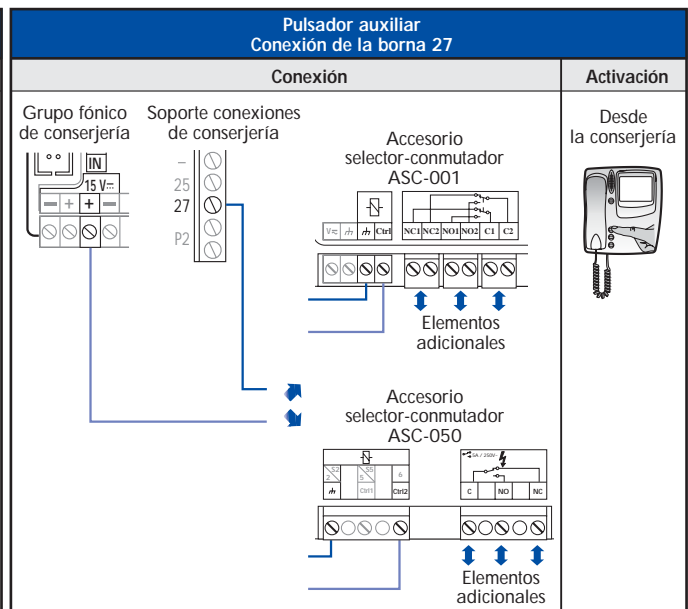 Pulsador auxiliar
Conexión de la borna 27
Conexión
Activación
Grupo fónico
de conserjería
Soporte conexiones
de conserjería
Desde
la conserjería
IN
15 V
— + + —
–
25
27
P2
Accesorio
selector-conmutador
ASC-001
V Ctrl
NC1 NC2 NO1 NO2 C1 C2
Elementos
adicionales
Accesorio
selector-conmutador
ASC-050
S2
2
S5
5
6
Ctrl1
Ctrl2
5A / 250V~
C NO NC
Elementos
adicionales